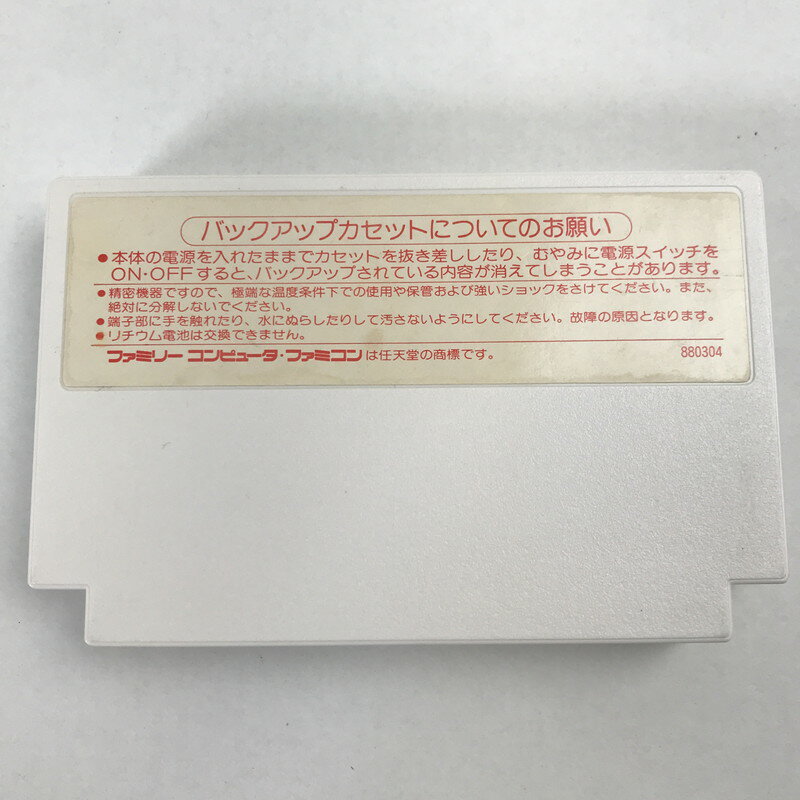 バックアップカセットについてのお願い
●本体の電源を入れたままでカセットを抜き差ししたり、むやみに電源スイッチを
ON・OFFすると、バックアップされている内容が消えてしまうことがあります。
●精密機器ですので、極端な温度条件下での使用や保管および強いショックをさけてください。また、
絶対に分解しないでください。
●端子部に手を触れたり、水にぬらしたりして汚さないようにしてください。故障の原因となります。
●リチウム電池は交換できません。
ファミリーコンピュータ・ファミコンは任天堂の商標です。 880304